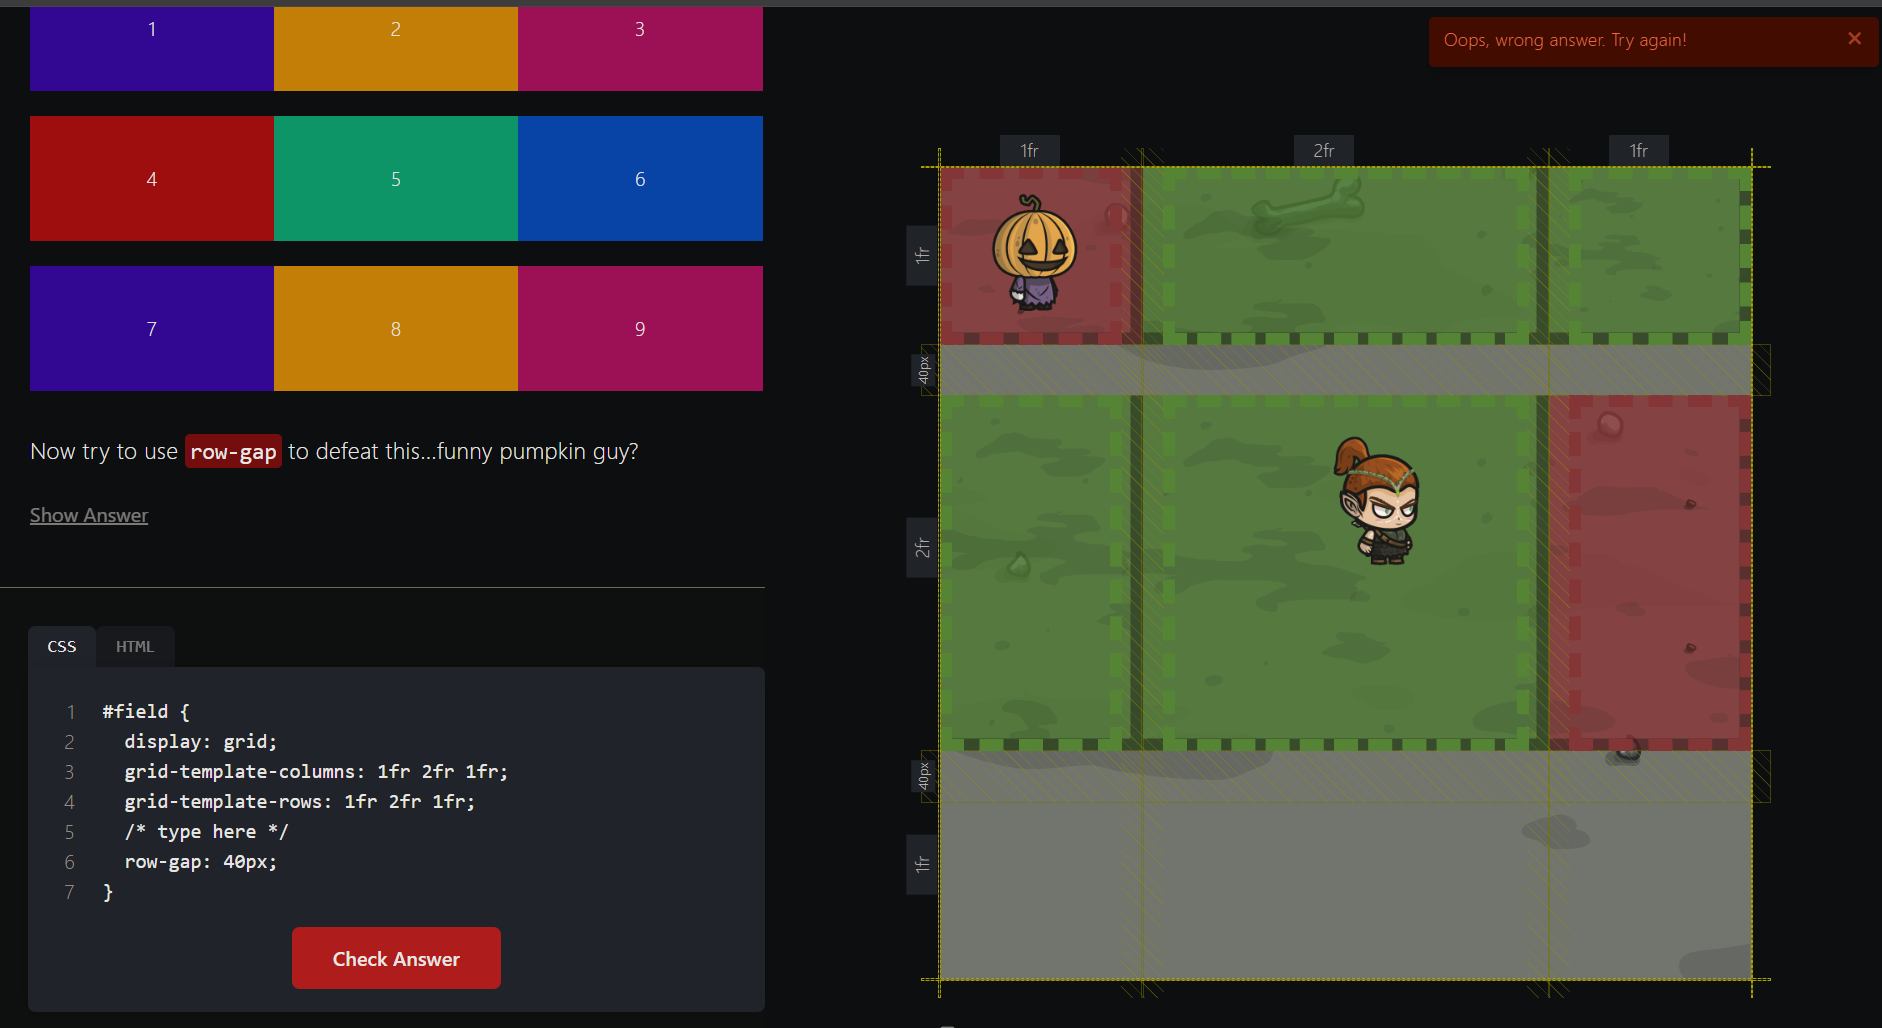 1 2 3
Oops, wrong answer. Try again! ✕
4 5 6
7 8 9
Now try to use row-gap to defeat this...funny pumpkin guy?
Show Answer
CSS HTML
1 #field {
2 display: grid;
3 grid-template-columns: 1fr 2fr 1fr;
4 grid-template-rows: 1fr 2fr 1fr;
5 /* type here */
6 row-gap: 40px;
7 }
Check Answer
1fr 2fr 1fr
1fr
40px
2fr
40px
1fr